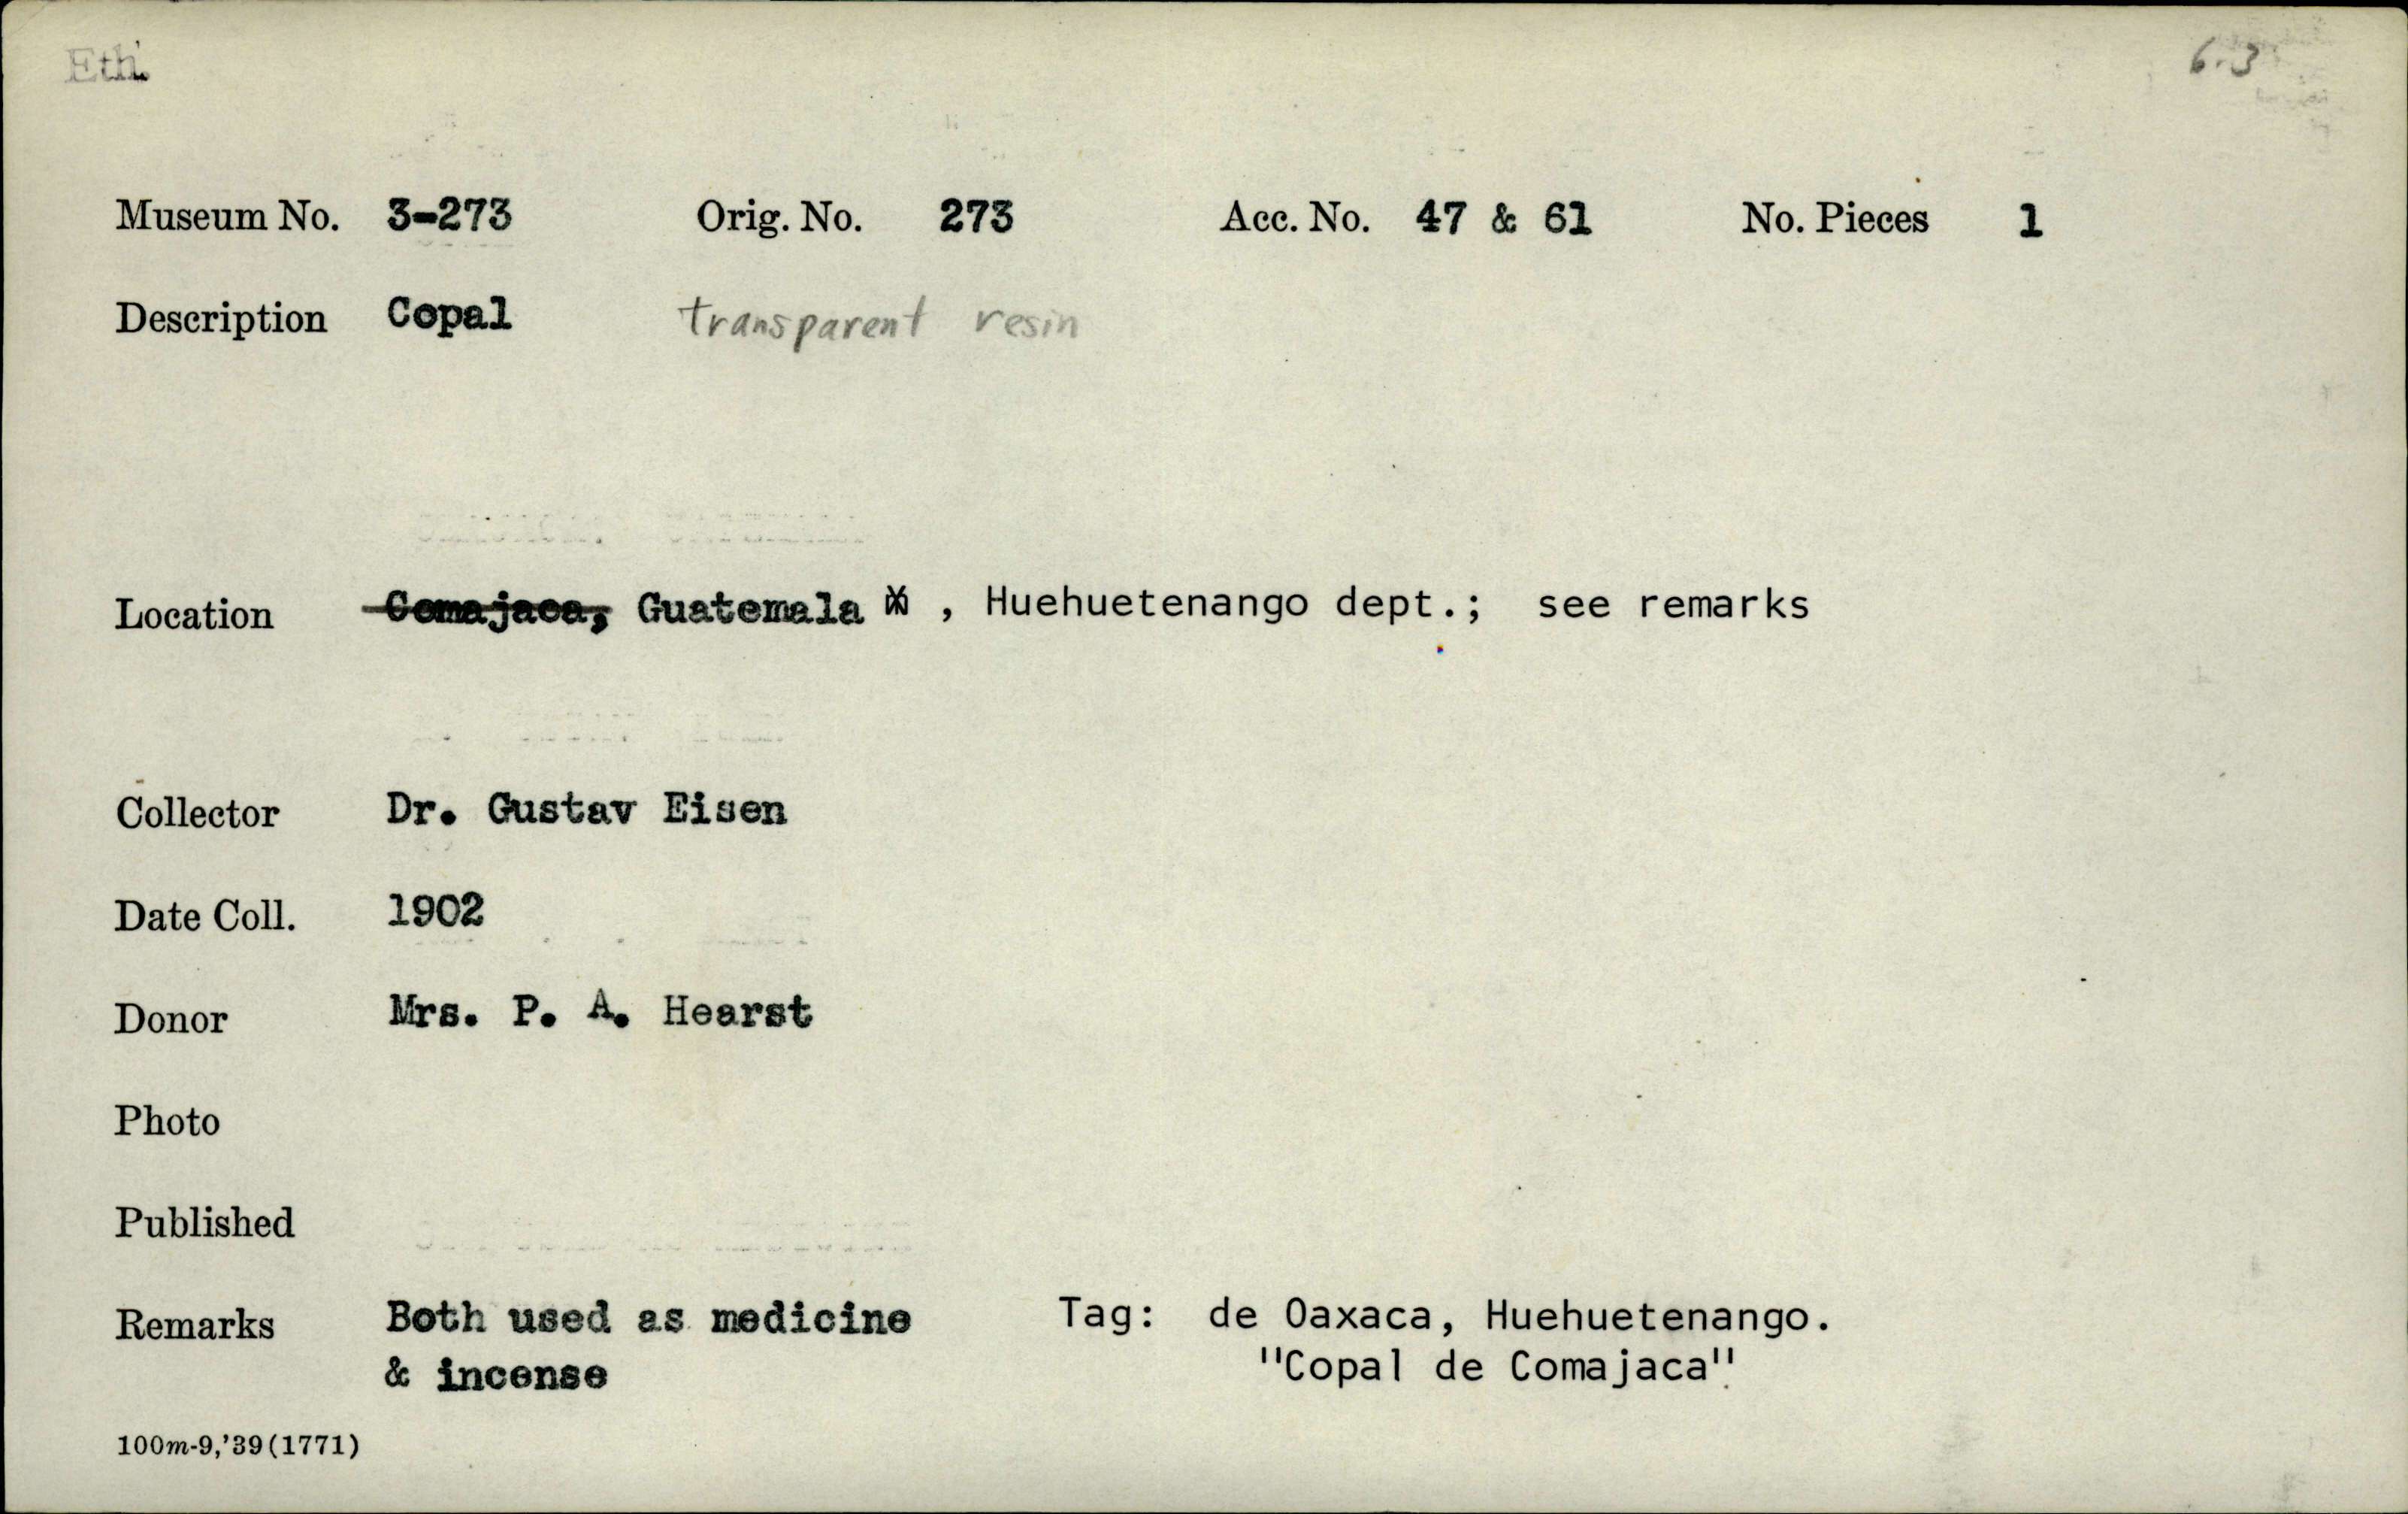 Eth.
6.3
Museum No. 3-273 Orig. No. 273 Acc. No. 47 & 61 No. Pieces 1
Description Copal transparent resin
Location Comajaca, Guatemala , Huehuetenango dept.; see remarks
Collector Dr. Gustav Eisen
Date Coll. 1902
Donor Mrs. P. A. Hearst
Photo
Published
Remarks Both used as medicine Tag: de Oaxaca, Huehuetenango.
& incense "Copal de Comajaca".
100m-9,'39(1771)